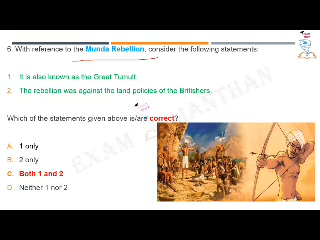 6. With reference to the Munda Rebellion, consider the following statements:
1. It is also known as the Great Tumult.
2. The rebellion was against the land policies of the Britishers.
Which of the statements given above is/are correct?
A. 1 only
B. 2 only
C. Both 1 and 2
D. Neither 1 nor 2
EXAM